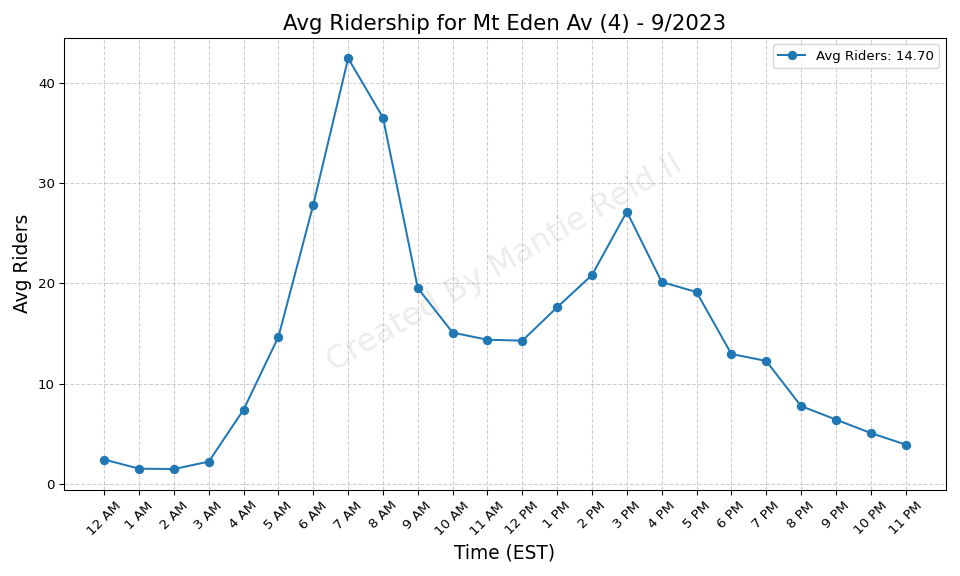 Avg Ridership for Mt Eden Av (4) - 9/2023
Avg Riders: 14.70
Avg Riders
40
30
20
10
0
Created By Mantie Reid II
12 AM
1 AM
2 AM
3 AM
4 AM
5 AM
6 AM
7 AM
8 AM
9 AM
10 AM
11 AM
12 PM
1 PM
2 PM
3 PM
4 PM
5 PM
6 PM
7 PM
8 PM
9 PM
10 PM
11 PM
Time (EST)